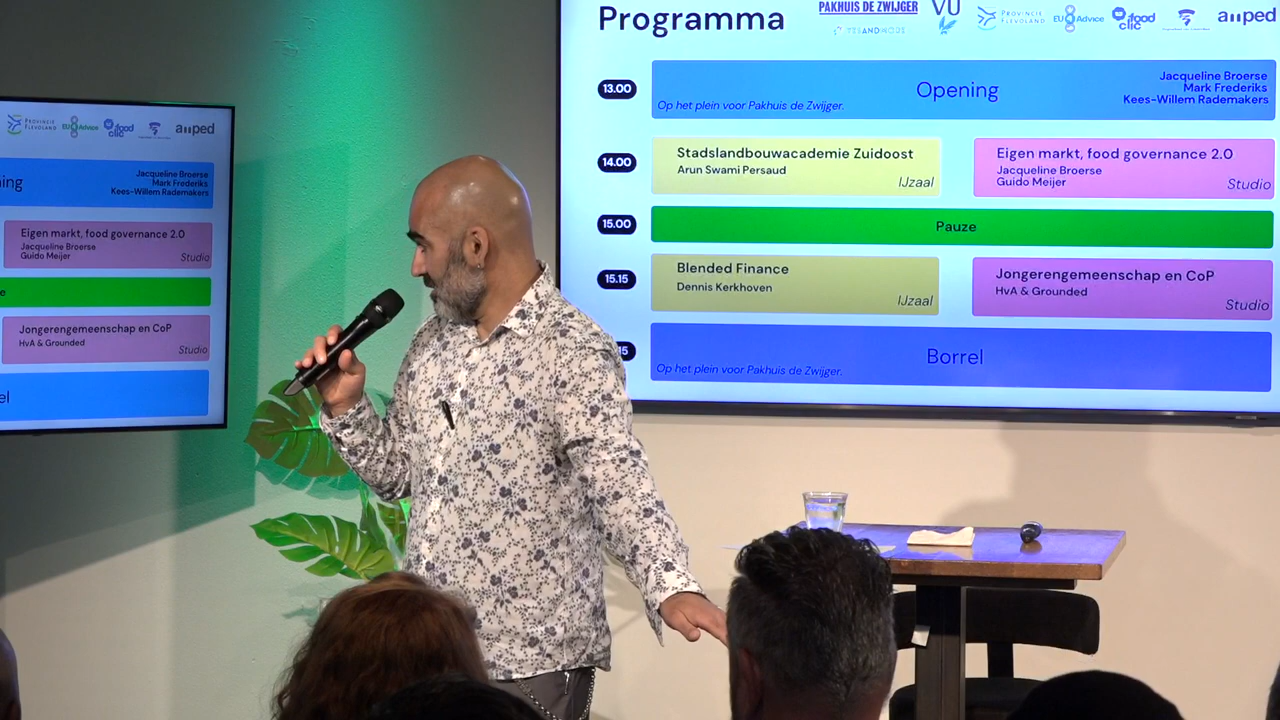 Programma
PAKHUIS DE ZWIJGER
VU
PROVINCIE
FLEVOLAND
EU Advice
food
clic
aııped
13.00
Opening
Jacqueline Broerse
Mark Frederiks
Kees-Willem Rademakers
Op het plein voor Pakhuis de Zwijger.
14.00
Stadslandbouwacademie Zuidoost
Arun Swami Persaud
IJzaal
Eigen markt, food governance 2.0
Jacqueline Broerse
Guido Meijer
Studio
15.00
Pauze
15.15
Blended Finance
Dennis Kerkhoven
IJzaal
Jongerengemeenschap en CoP
HvA & Grounded
Studio
15
Borrel
Op het plein voor Pakhuis de Zwijger.
PROVINCIE
FLEVOLAND
EU Advice
food
clic
aııped
ing
Jacqueline Broerse
Mark Frederiks
Kees-Willem Rademakers
Eigen markt, food governance 2.0
Jacqueline Broerse
Guido Meijer
Studio
e
Jongerengemeenschap en CoP
HvA & Grounded
Studio
el